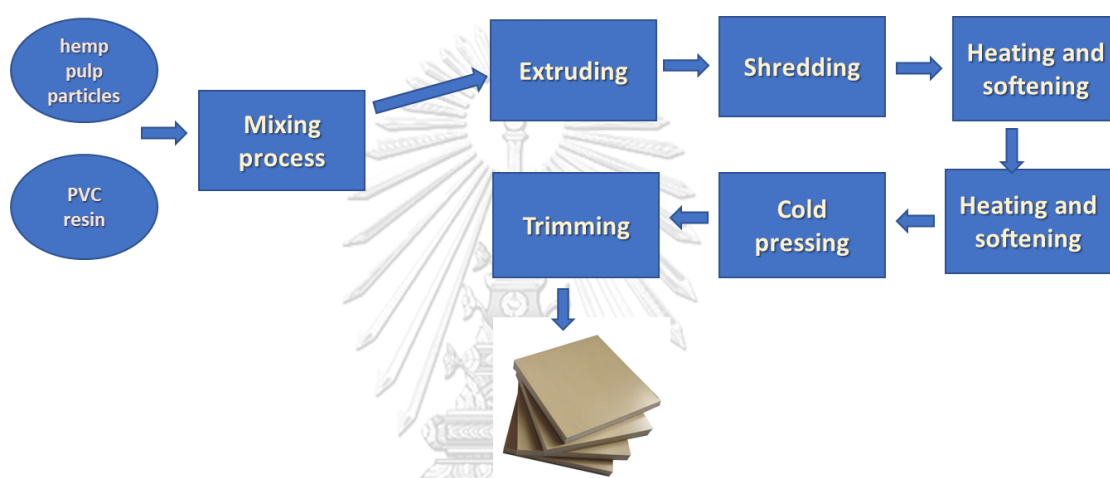 hemp
pulp
particles
PVC
resin
Mixing
process
Extruding
Shredding
Heating and
softening
Heating and
softening
Cold
pressing
Trimming